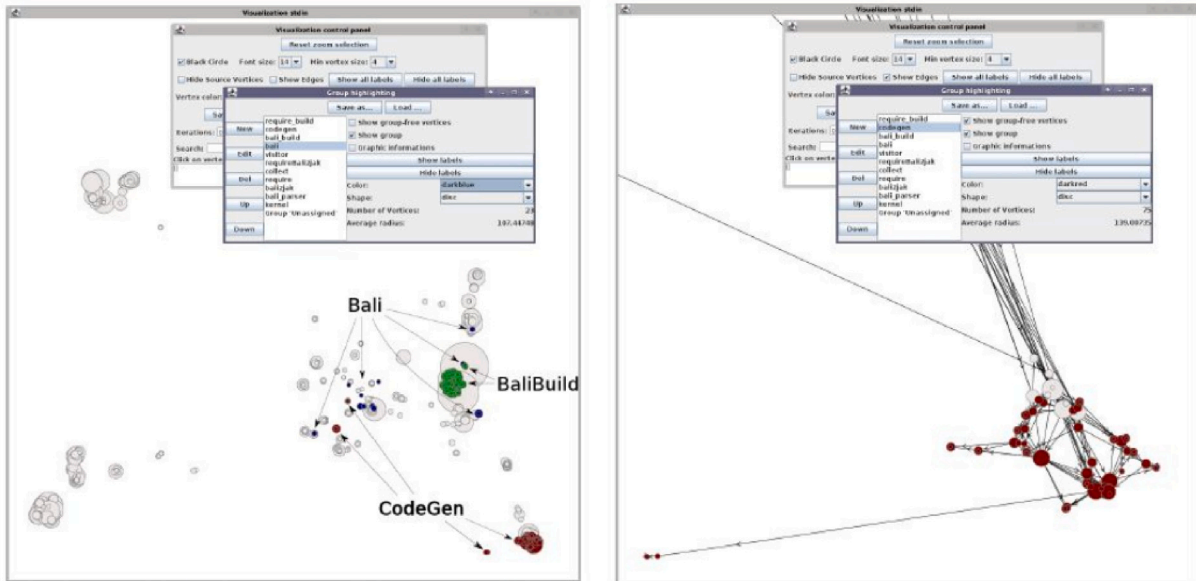 Visualization stdin
Visualization control panel
Reset zoom selection
Black Circle Font size: 14 Min vertex size: 4
Hide Source Vertices Show Edges Show all labels Hide all labels
Vertex color:
Group highlighting
Save as... Load ...
New
Edit
Del
Up
Down
require_build
codegen
bali_build
bali
visitor
requireBali2jak
collect
require
bali2jak
bali_parser
kernel
Group 'Unassigned'
Show group-free vertices
Show group
Graphic informations
Show labels
Hide labels
Color: darkblue
Shape: disc
Number of Vertices: 23
Average radius:
Iterations:
Search:
Click on verte
Bali
BaliBuild
CodeGen
Visualization stdin
Visualization control panel
Reset zoom selection
Black Circle Font size: 14 Min vertex size: 4
Hide Source Vertices Show Edges Show all labels Hide all labels
Vertex color:
Group highlighting
Save as... Load ...
New
Edit
Del
Up
Down
require_build
codegen
bali_build
bali
visitor
requireBali2jak
collect
require
bali2jak
bali_parser
kernel
Group 'Unassigned'
Show group-free vertices
Show group
Graphic informations
Show labels
Hide labels
Color: darkred
Shape: disc
Number of Vertices: 75
Average radius:
Iterations:
Search:
Click on verte